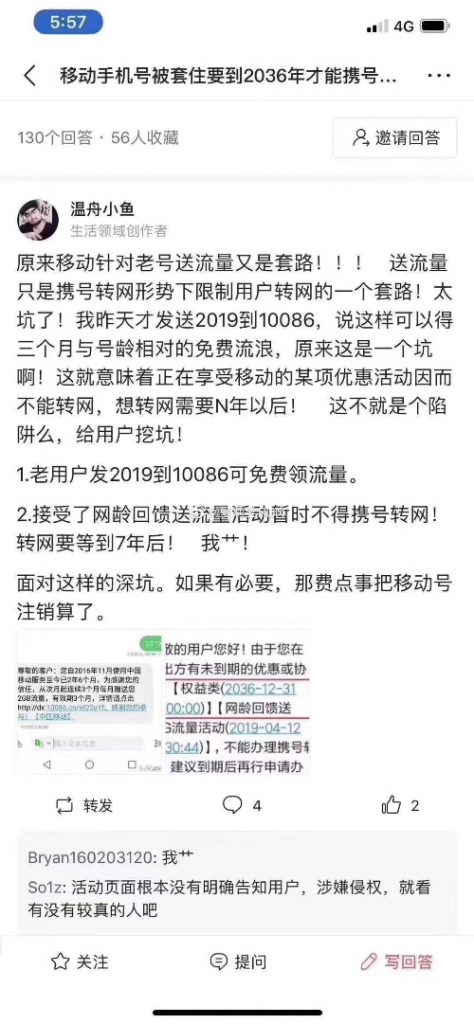 5:57
4G
移动手机号被套住要到2036年才能携号...
130个回答 · 56人收藏
邀请回答
温舟小鱼
生活领域创作者
原来移动针对老号送流量又是套路！！！ 送流量
只是携号转网形势下限制用户转网的一个套路！太
坑了！我昨天才发送2019到10086，说这样可以得
三个月与号龄相对的免费流浪，原来这是一个坑
啊！这就意味着正在享受移动的某项优惠活动因而
不能转网，想转网需要N年以后！ 这不就是个陷
阱么，给用户挖坑！
1.老用户发2019到10086可免费领流量。
2.接受了网龄回馈送流量活动暂时不得携号转网！
转网要等到7年后！ 我艹！
面对这样的深坑。如果有必要，那费点事把移动号
注销算了。
2019
尊敬的客户：您自2016年11月使用中国
移动服务至今已2年6个月，为感谢您的
信任，从次月起连续3个月每月赠送您
2GB流量，有效期3个月，详情请点击
【中国移动】
敬的用户您好！由于您在
出方有未到期的优惠或协
【权益类(2036-12-31
00:00)】【网龄回馈送
G流量活动(2019-04-12
30:44)】, 不能办理携号转
建议到期后再行申请办
转发
4
2
Bryan160203120: 我艹
So1z: 活动页面根本没有明确告知用户，涉嫌侵权，就看
有没有较真的人吧
关注
提问
写回答